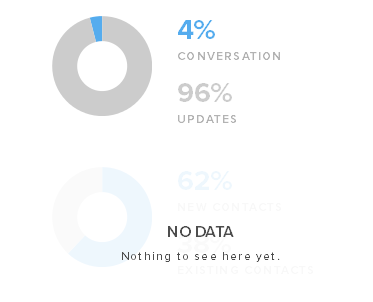 4%
CONVERSATION
96%
UPDATES
62%
NEW CONTACTS
NO DATA
Nothing to see here yet.
EXISTING CONTACTS